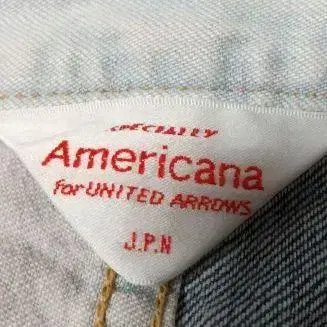 SPECIALLY
Americana
for UNITED ARROWS
J.P.N